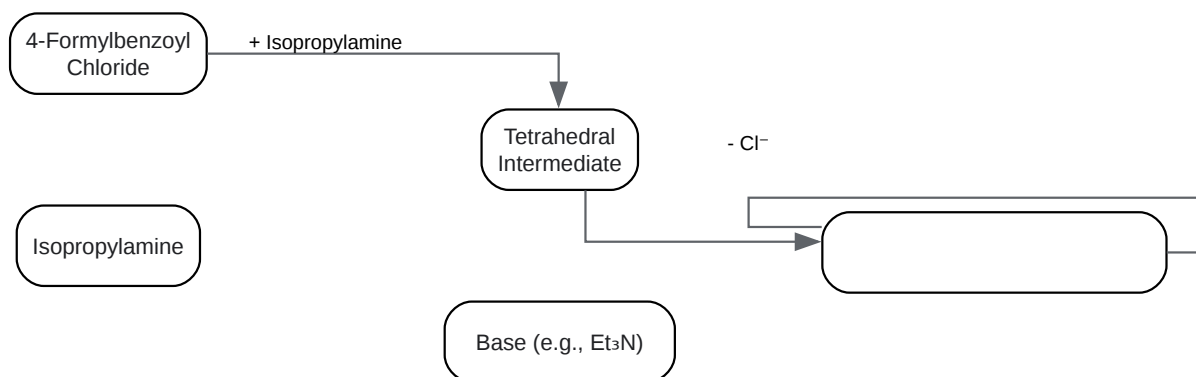 4-Formylbenzoyl
Chloride
+ Isopropylamine
Tetrahedral
Intermediate
- Cl⁻
Isopropylamine
Base (e.g., Et₃N)